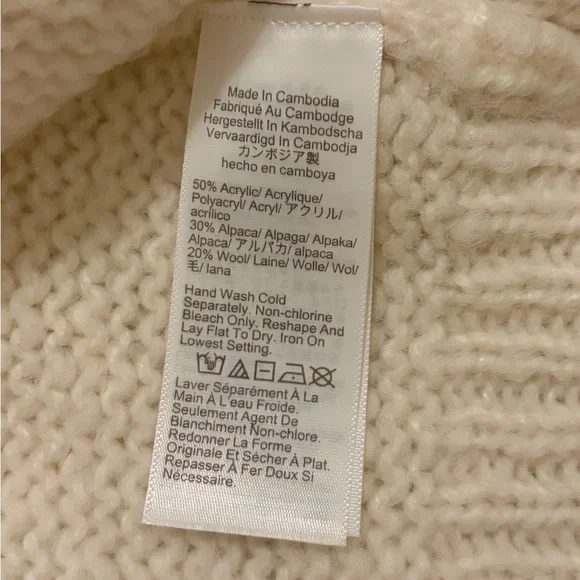 Made In Cambodia
Fabriqué Au Cambodge
Hergestellt In Kambodscha
Vervaardigd In Cambodja
カンボジア製
hecho en camboya
50% Acrylic/ Acrylique/
Polyacryl/ Acryl/ アクリル/
acrílico
30% Alpaca/ Alpaga/ Alpaka/
Alpaca/ アルパカ/ alpaca
20% Wool/ Laine/ Wolle/ Wol/
毛/ lana
Hand Wash Cold
Separately. Non-chlorine
Bleach Only. Reshape And
Lay Flat To Dry. Iron On
Lowest Setting.
Laver Séparément À La
Main À L'eau Froide.
Seulement Agent De
Blanchiment Non-chlore.
Redonner La Forme
Originale Et Sécher À Plat.
Repasser À Fer Doux Si
Nécessaire.